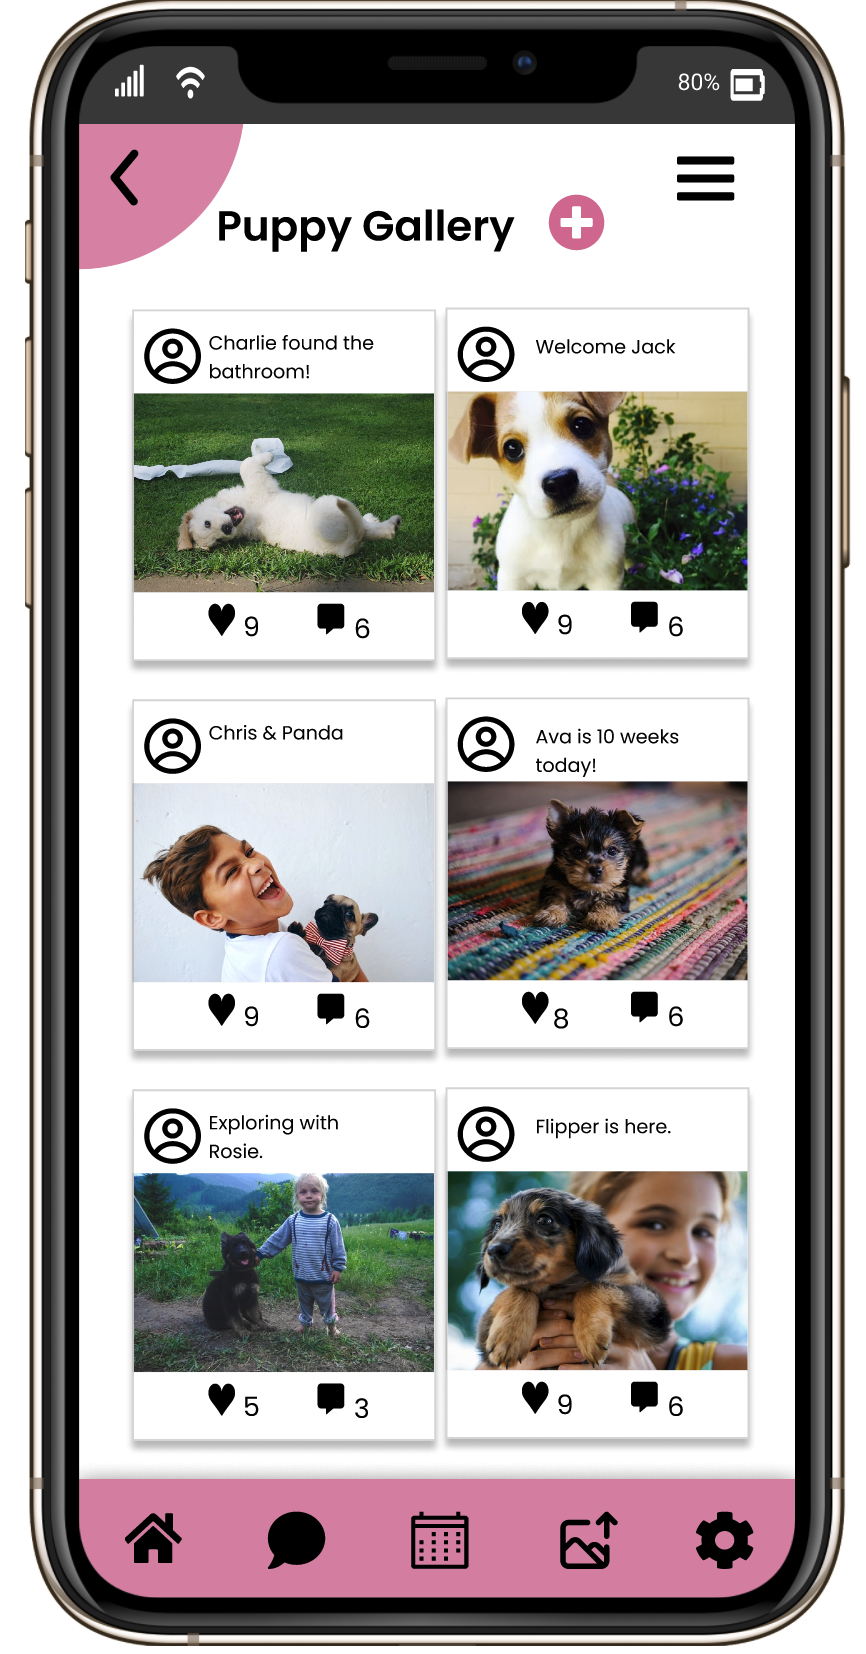 80%
Puppy Gallery
Charlie found the
bathroom!
9
6
Welcome Jack
9
6
Chris & Panda
9
6
Ava is 10 weeks
today!
8
6
Exploring with
Rosie.
5
3
Flipper is here.
9
6